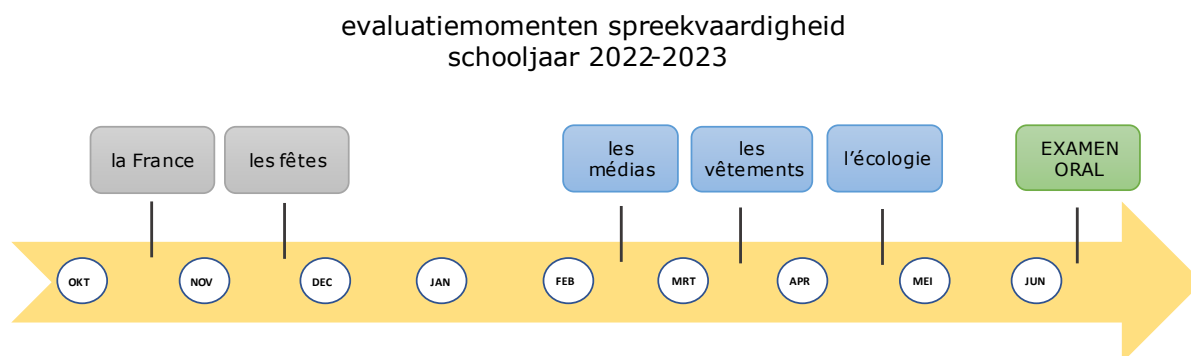 evaluatiemomenten spreekvaardigheid
schooljaar 2022-2023
la France
les fêtes
les
médias
les
vêtements
l’écologie
EXAMEN
ORAL
OKT
NOV
DEC
JAN
FEB
MRT
APR
MEI
JUN